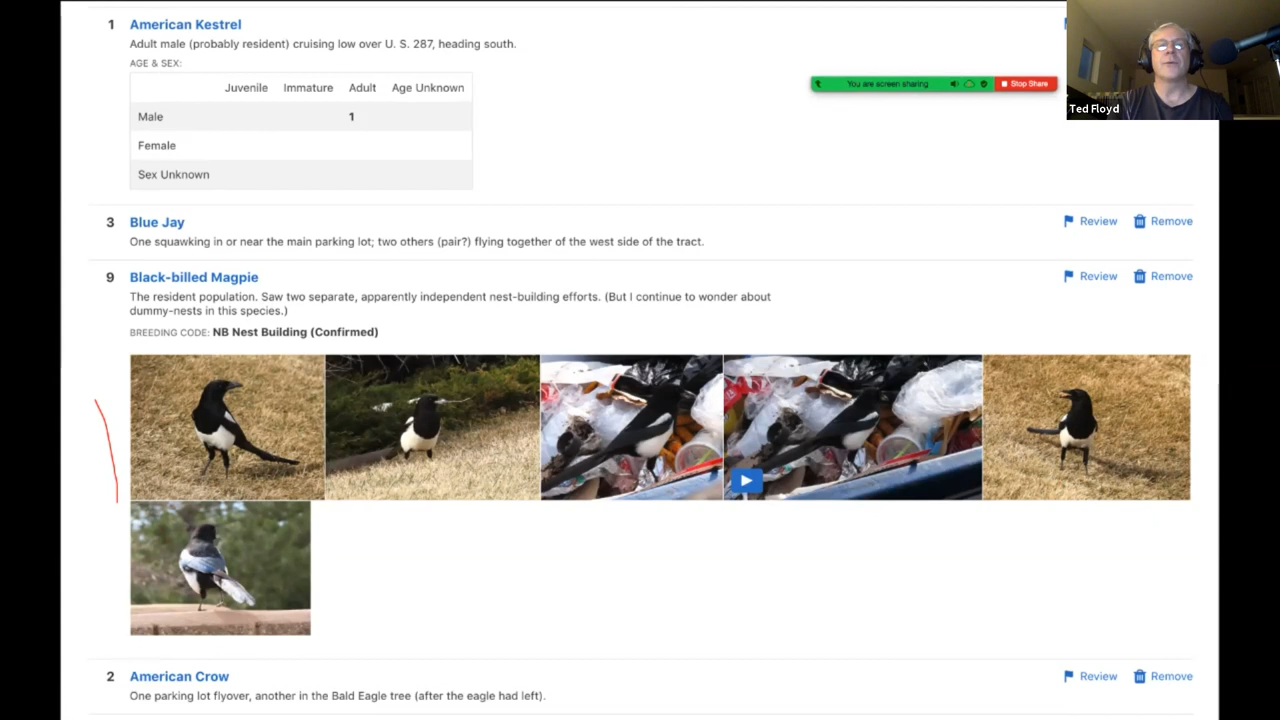 1 American Kestrel
Adult male (probably resident) cruising low over U. S. 287, heading south.
AGE & SEX:
Juvenile Immature Adult Age Unknown
Male 1
Female
Sex Unknown
You are screen sharing Stop Share
Ted Floyd
3 Blue Jay Review Remove
One squawking in or near the main parking lot; two others (pair?) flying together of the west side of the tract.
9 Black-billed Magpie Review Remove
The resident population. Saw two separate, apparently independent nest-building efforts. (But I continue to wonder about
dummy-nests in this species.)
BREEDING CODE: NB Nest Building (Confirmed)
2 American Crow Review Remove
One parking lot flyover, another in the Bald Eagle tree (after the eagle had left).